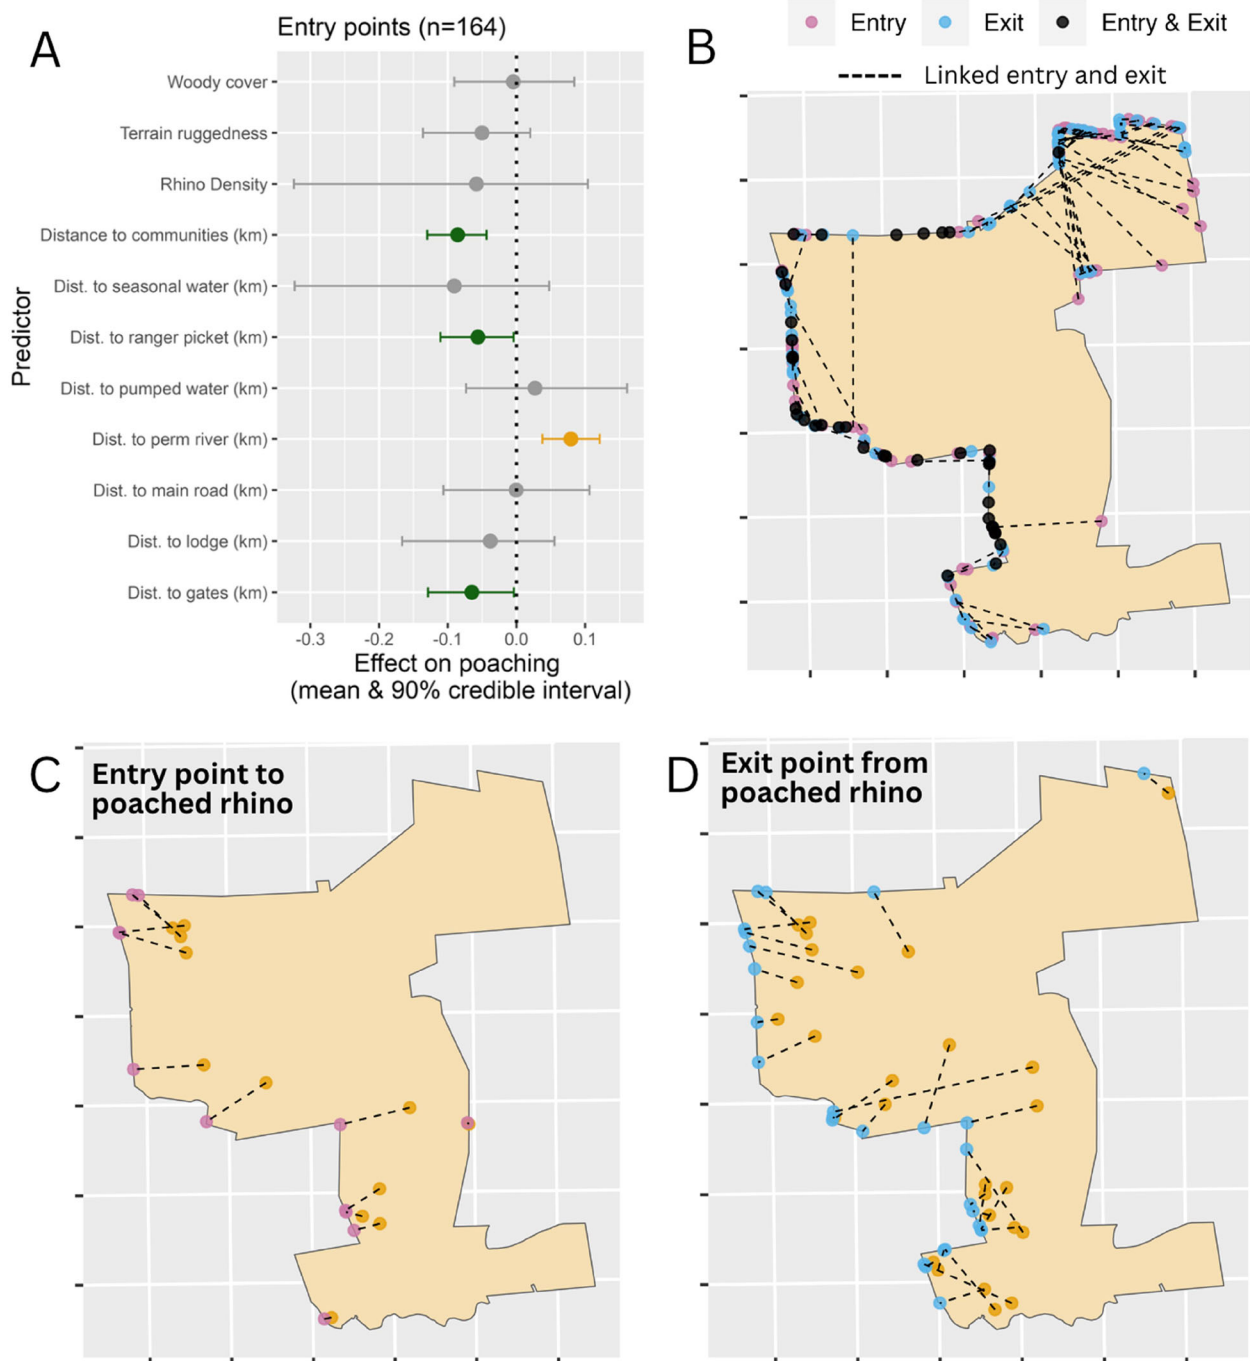 A
Entry points (n=164)
Predictor
Woody cover
Terrain ruggedness
Rhino Density
Distance to communities (km)
Dist. to seasonal water (km)
Dist. to ranger picket (km)
Dist. to pumped water (km)
Dist. to perm river (km)
Dist. to main road (km)
Dist. to lodge (km)
Dist. to gates (km)
-0.3 -0.2 -0.1 0.0 0.1
Effect on poaching
(mean & 90% credible interval)
B
Entry Exit Entry & Exit
Linked entry and exit
C
Entry point to
poached rhino
D
Exit point from
poached rhino